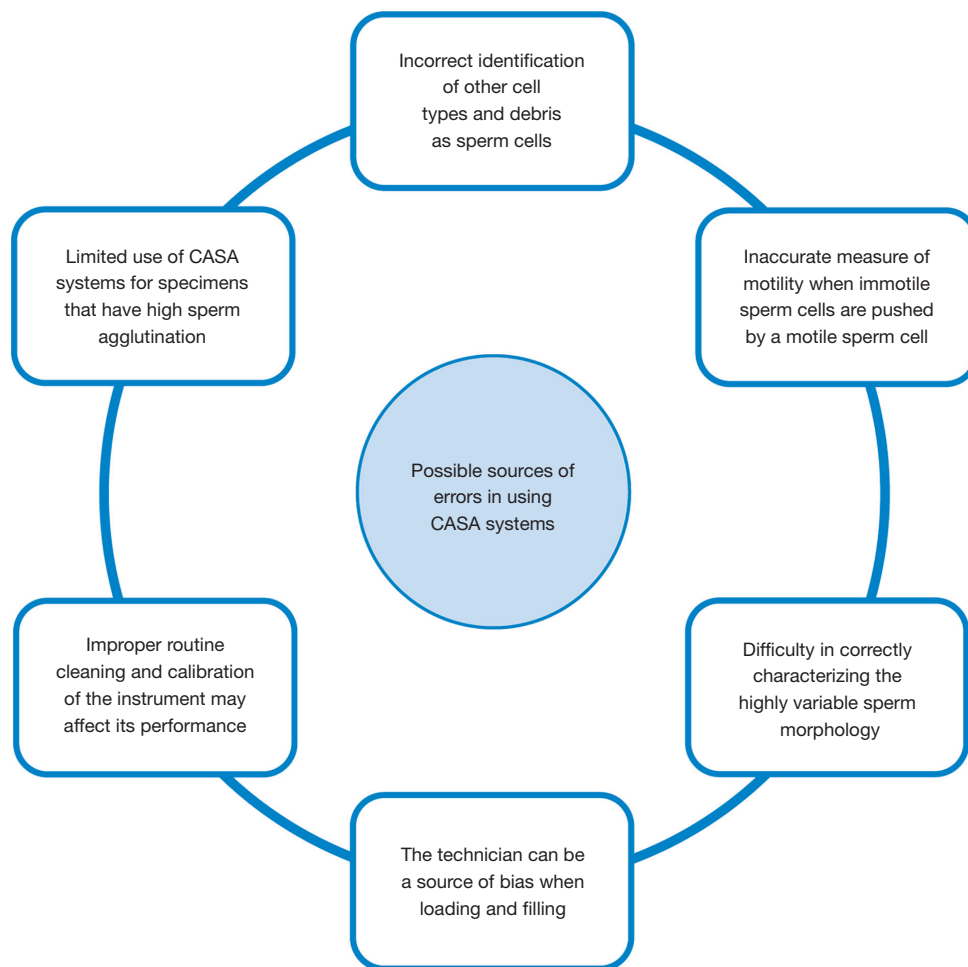 Incorrect identification
of other cell
types and debris
as sperm cells
Limited use of CASA
systems for specimens
that have high sperm
agglutination
Inaccurate measure of
motility when immotile
sperm cells are pushed
by a motile sperm cell
Possible sources of
errors in using
CASA systems
Improper routine
cleaning and calibration
of the instrument may
affect its performance
Difficulty in correctly
characterizing the
highly variable sperm
morphology
The technician can be
a source of bias when
loading and filling